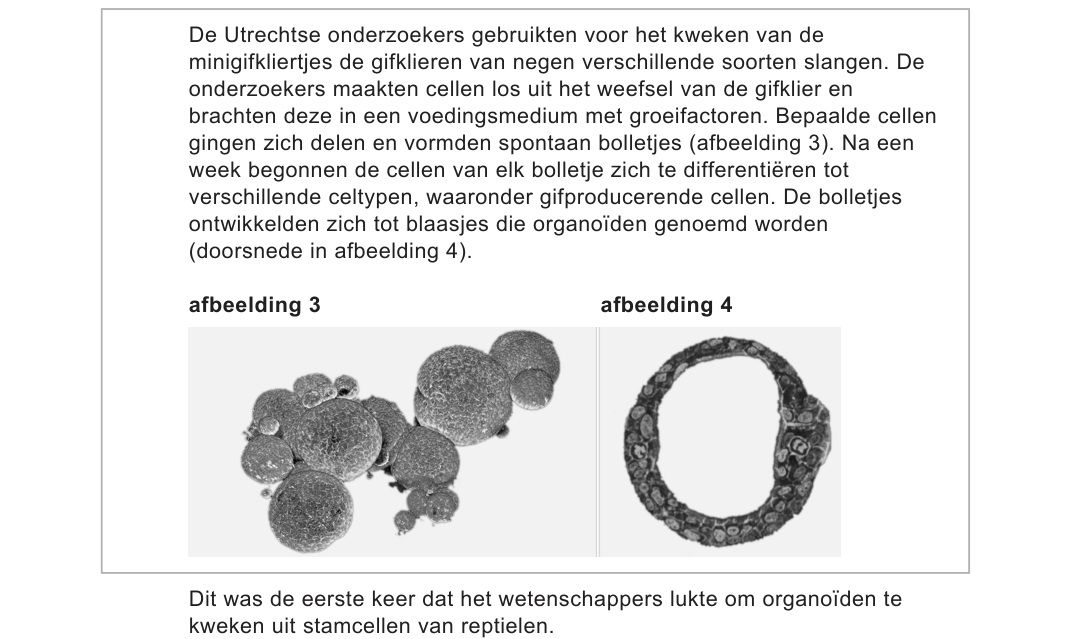 De Utrechtse onderzoekers gebruikten voor het kweken van de
minigifkliertjes de gifklieren van negen verschillende soorten slangen. De
onderzoekers maakten cellen los uit het weefsel van de gifklier en
brachten deze in een voedingsmedium met groeifactoren. Bepaalde cellen
gingen zich delen en vormden spontaan bolletjes (afbeelding 3). Na een
week begonnen de cellen van elk bolletje zich te differentiëren tot
verschillende celtypen, waaronder gifproducerende cellen. De bolletjes
ontwikkelden zich tot blaasjes die organoïden genoemd worden
(doorsnede in afbeelding 4).
afbeelding 3
afbeelding 4
Dit was de eerste keer dat het wetenschappers lukte om organoïden te
kweken uit stamcellen van reptielen.